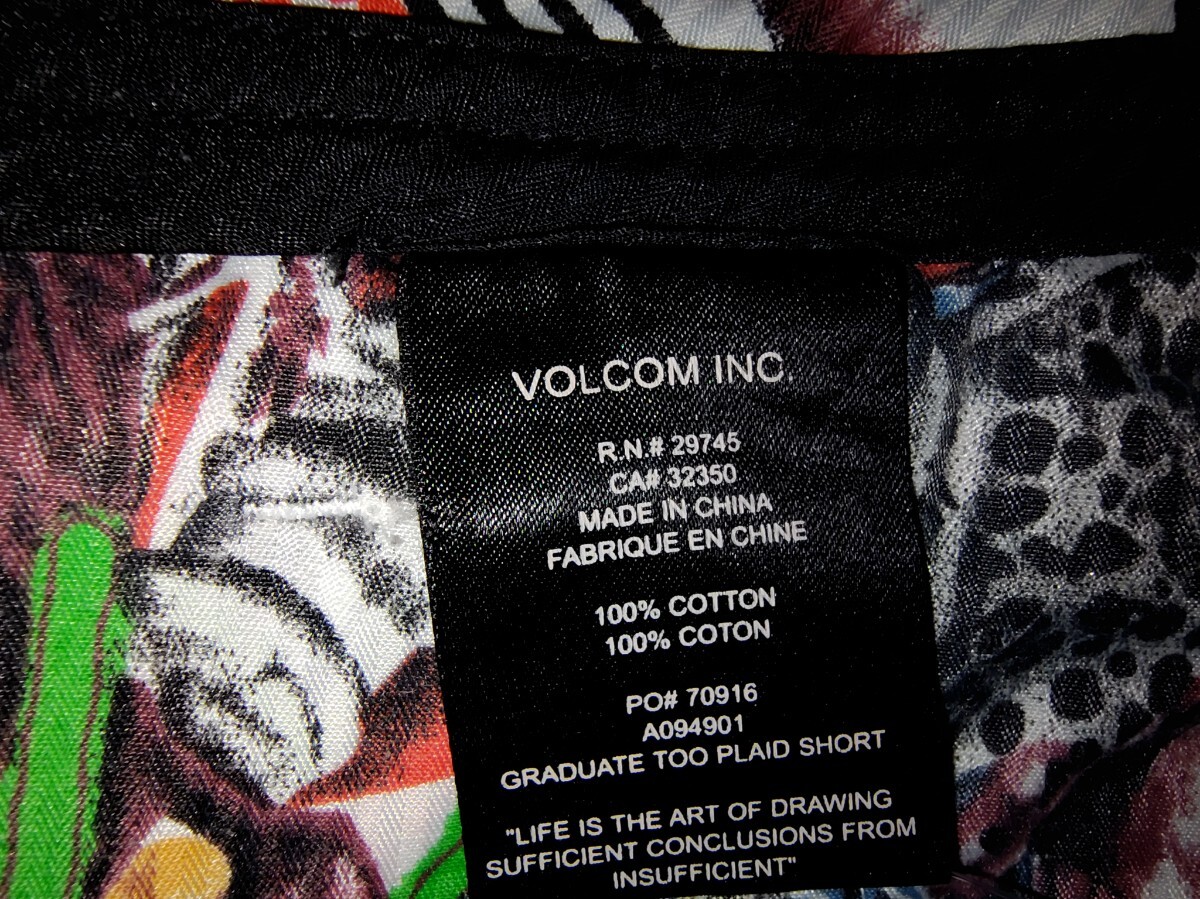 VOLCOM INC.
R.N.# 29745
CA# 32350
MADE IN CHINA
FABRIQUE EN CHINE
100% COTTON
100% COTON
PO# 70916
A094901
GRADUATE TOO PLAID SHORT
"LIFE IS THE ART OF DRAWING
SUFFICIENT CONCLUSIONS FROM
INSUFFICIENT"